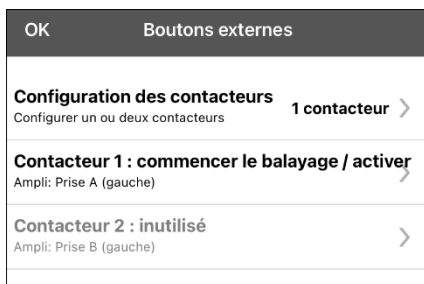 OK Boutons externes
Configuration des contacteurs
1 contacteur
Configurer un ou deux contacteurs
Contacteur 1 : commencer le balayage / activer
Ampli: Prise A (gauche)
Contacteur 2 : inutilisé
Ampli: Prise B (gauche)